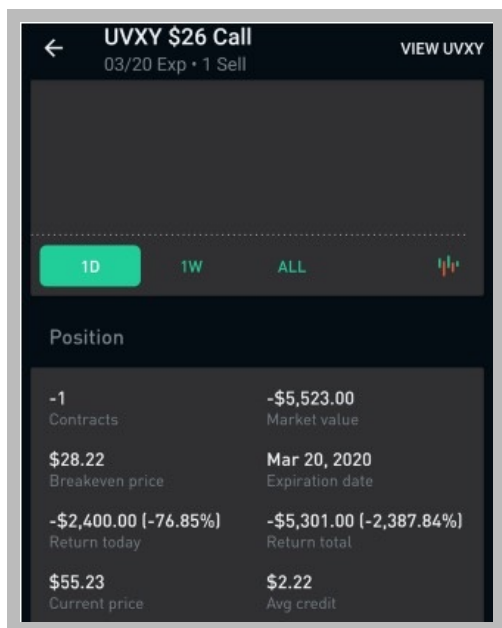 UVXY $26 Call
03/20 Exp • 1 Sell
VIEW UVXY
1D 1W ALL
Position
-1
Contracts
-$5,523.00
Market value
$28.22
Breakeven price
Mar 20, 2020
Expiration date
-$2,400.00 (-76.85%)
Return today
-$5,301.00 (-2,387.84%)
Return total
$55.23
Current price
$2.22
Avg credit